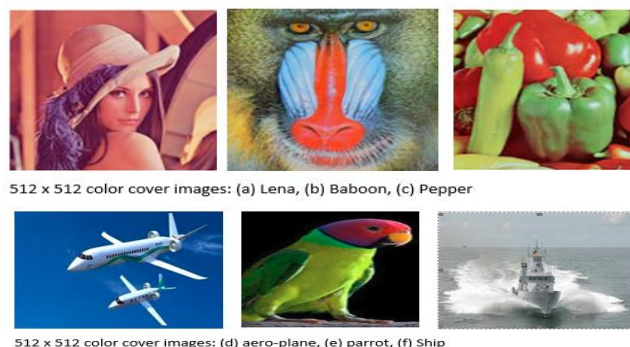 512 x 512 color cover images: (a) Lena, (b) Baboon, (c) Pepper
512 x 512 color cover images: (d) aero-plane, (e) parrot, (f) Ship